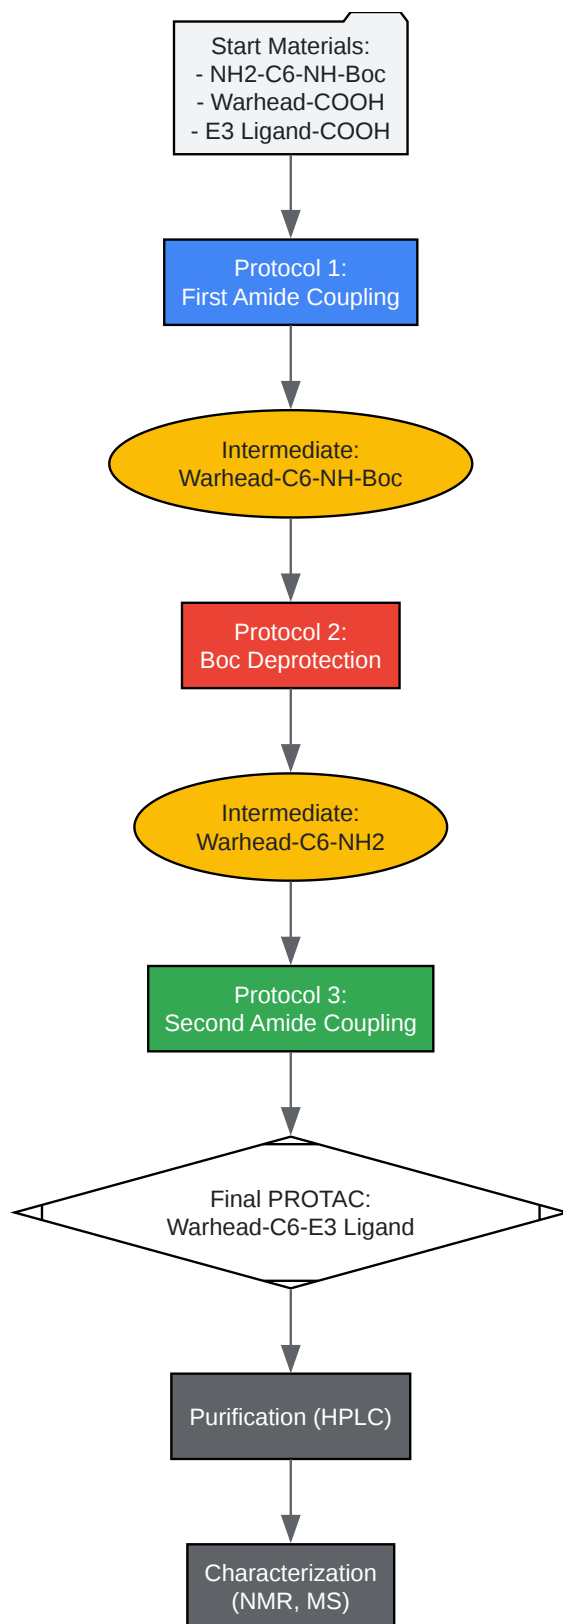 Start Materials:
- NH2-C6-NH-Boc
- Warhead-COOH
- E3 Ligand-COOH
Protocol 1:
First Amide Coupling
Intermediate:
Warhead-C6-NH-Boc
Protocol 2:
Boc Deprotection
Intermediate:
Warhead-C6-NH2
Protocol 3:
Second Amide Coupling
Final PROTAC:
Warhead-C6-E3 Ligand
Purification (HPLC)
Characterization
(NMR, MS)